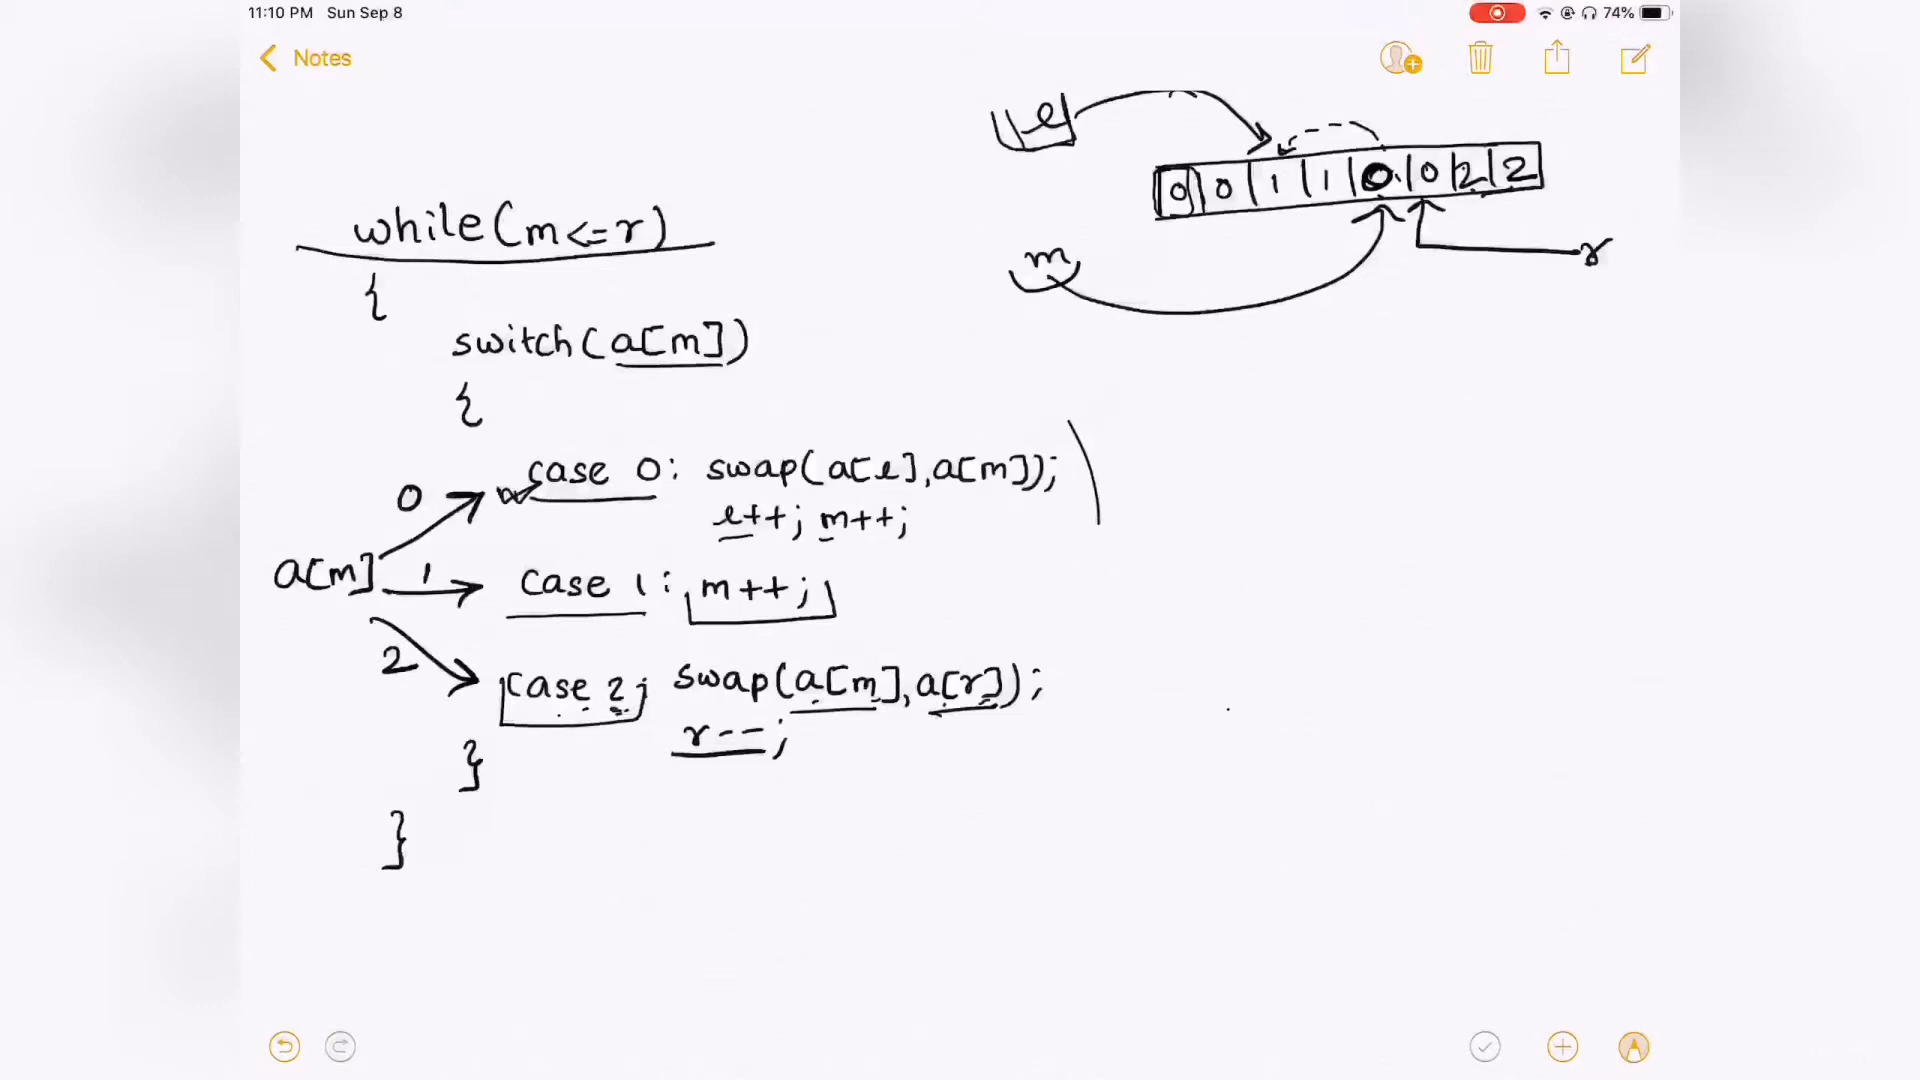 11:10 PM Sun Sep 8
74%
Notes
l
0 0 1 1 0 0 2 2
while(m<=r)
m
r
{
switch(a[m])
{
0
case 0: swap(a[l],a[m]);
l++; m++;
a[m]
1
case 1: m++;
2
case 2: swap(a[m],a[r]);
r--;
}
}